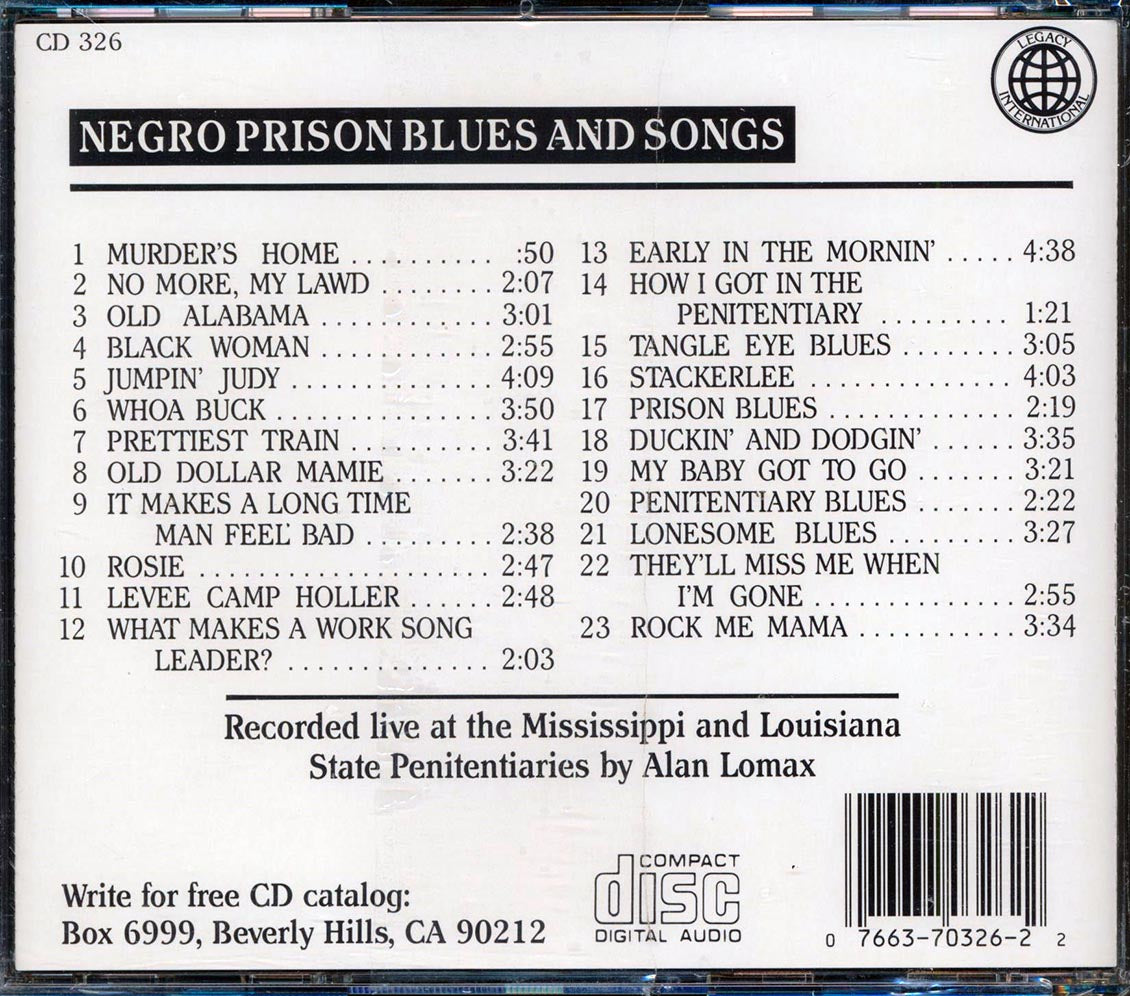 CD 326
LEGACY
INTERNATIONAL
NEGRO PRISON BLUES AND SONGS
1 MURDER'S HOME ........... :50
2 NO MORE, MY LAWD ........ 2:07
3 OLD ALABAMA ............. 3:01
4 BLACK WOMAN ............. 2:55
5 JUMPIN' JUDY ............... 4:09
6 WHOA BUCK ................ 3:50
7 PRETTIEST TRAIN ........... 3:41
8 OLD DOLLAR MAMIE ........ 3:22
9 IT MAKES A LONG TIME
MAN FEEL' BAD .......... 2:38
10 ROSIE ..................... 2:47
11 LEVEE CAMP HOLLER ...... 2:48
12 WHAT MAKES A WORK SONG
LEADER? ................ 2:03
13 EARLY IN THE MORNIN' ..... 4:38
14 HOW I GOT IN THE
PENITENTIARY .......... 1:21
15 TANGLE EYE BLUES ........ 3:05
16 STACKERLEE ............... 4:03
17 PRISON BLUES .............. 2:19
18 DUCKIN' AND DODGIN' ...... 3:35
19 MY BABY GOT TO GO ....... 3:21
20 PENITENTIARY BLUES ....... 2:22
21 LONESOME BLUES ......... 3:27
22 THEY'LL MISS ME WHEN
I'M GONE ............... 2:55
23 ROCK ME MAMA ........... 3:34
Recorded live at the Mississippi and Louisiana
State Penitentiaries by Alan Lomax
Write for free CD catalog:
Box 6999, Beverly Hills, CA 90212
COMPACT
disc
DIGITAL AUDIO
0 7663-70326-2 2